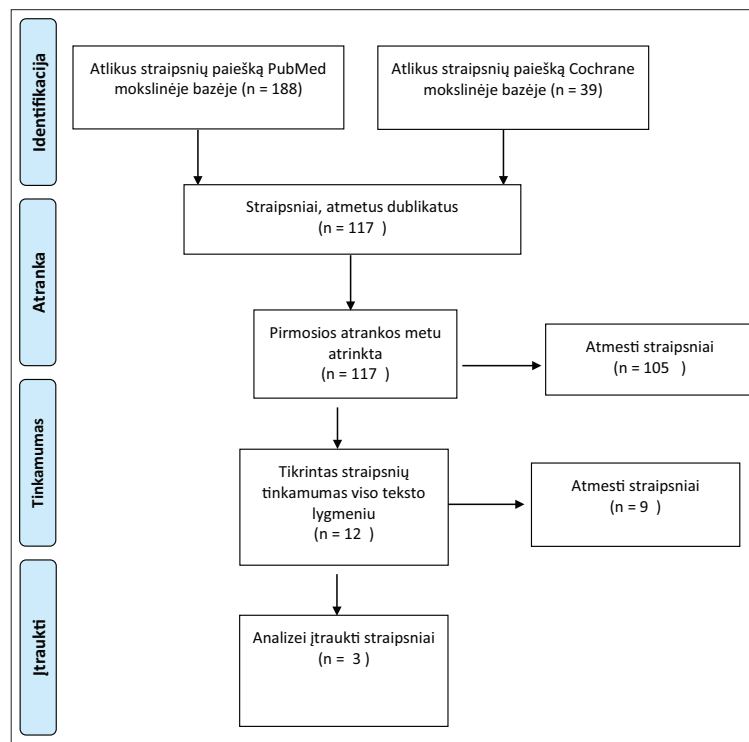 Identifikacija
Atlikus straipsnių paiešką PubMed
mokslinėje bazėje (n = 188)
Atlikus straipsnių paiešką Cochrane
mokslinėje bazėje (n = 39)
Atranka
Straipsniai, atmetus dublikatus
(n = 117 )
Pirmosios atrankos metu
atrinkta
(n = 117 )
Atmesti straipsniai
(n = 105 )
Tinkamumas
Tikrintas straipsnių
tinkamumas viso teksto
lygmeniu
(n = 12 )
Atmesti straipsniai
(n = 9 )
Įtraukti
Analizei įtraukti straipsniai
(n = 3 )